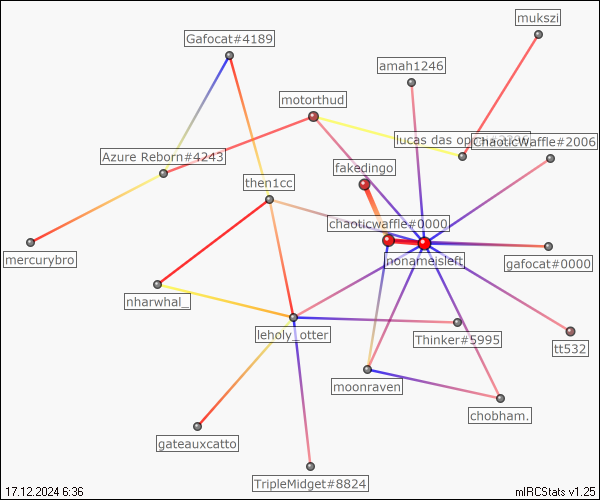 mukszi
Gafocat#4189
amah1246
motorthud
lucas das opra
ChaoticWaffle#2006
Azure Reborn#4243
fakedingo
then1cc
chaoticwaffle#0000
mercurybro
nonameisleft
gafocat#0000
nharwhal_
leholy_otter
Thinker#5995
tt532
moonraven
chobham.
gateauxcatto
TripleMidget#8824
17.12.2024 6:36
mIRCStats v1.25